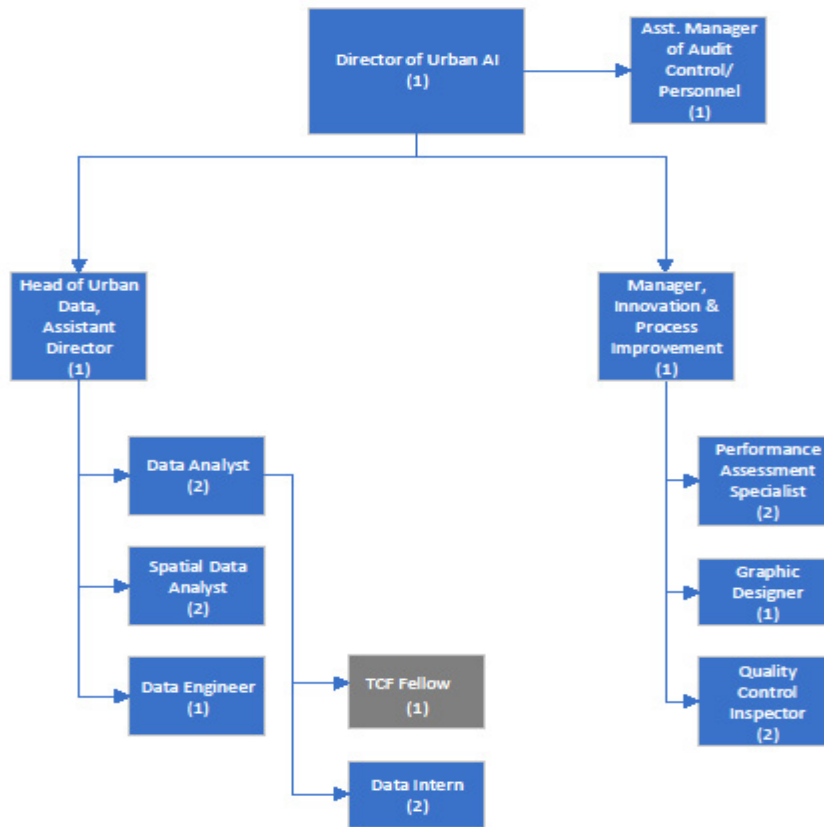 Director of Urban AI
(1)
Asst. Manager
of Audit
Control/
Personnel
(1)
Head of Urban
Data,
Assistant
Director
(1)
Manager,
Innovation &
Process
Improvement
(1)
Data Analyst
(2)
Spatial Data
Analyst
(2)
Data Engineer
(1)
TCF Fellow
(1)
Data Intern
(2)
Performance
Assessment
Specialist
(2)
Graphic
Designer
(1)
Quality
Control
Inspector
(2)